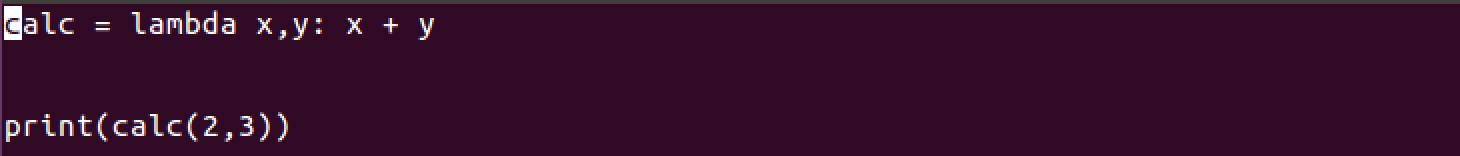 calc = lambda x,y: x + y
print(calc(2,3))